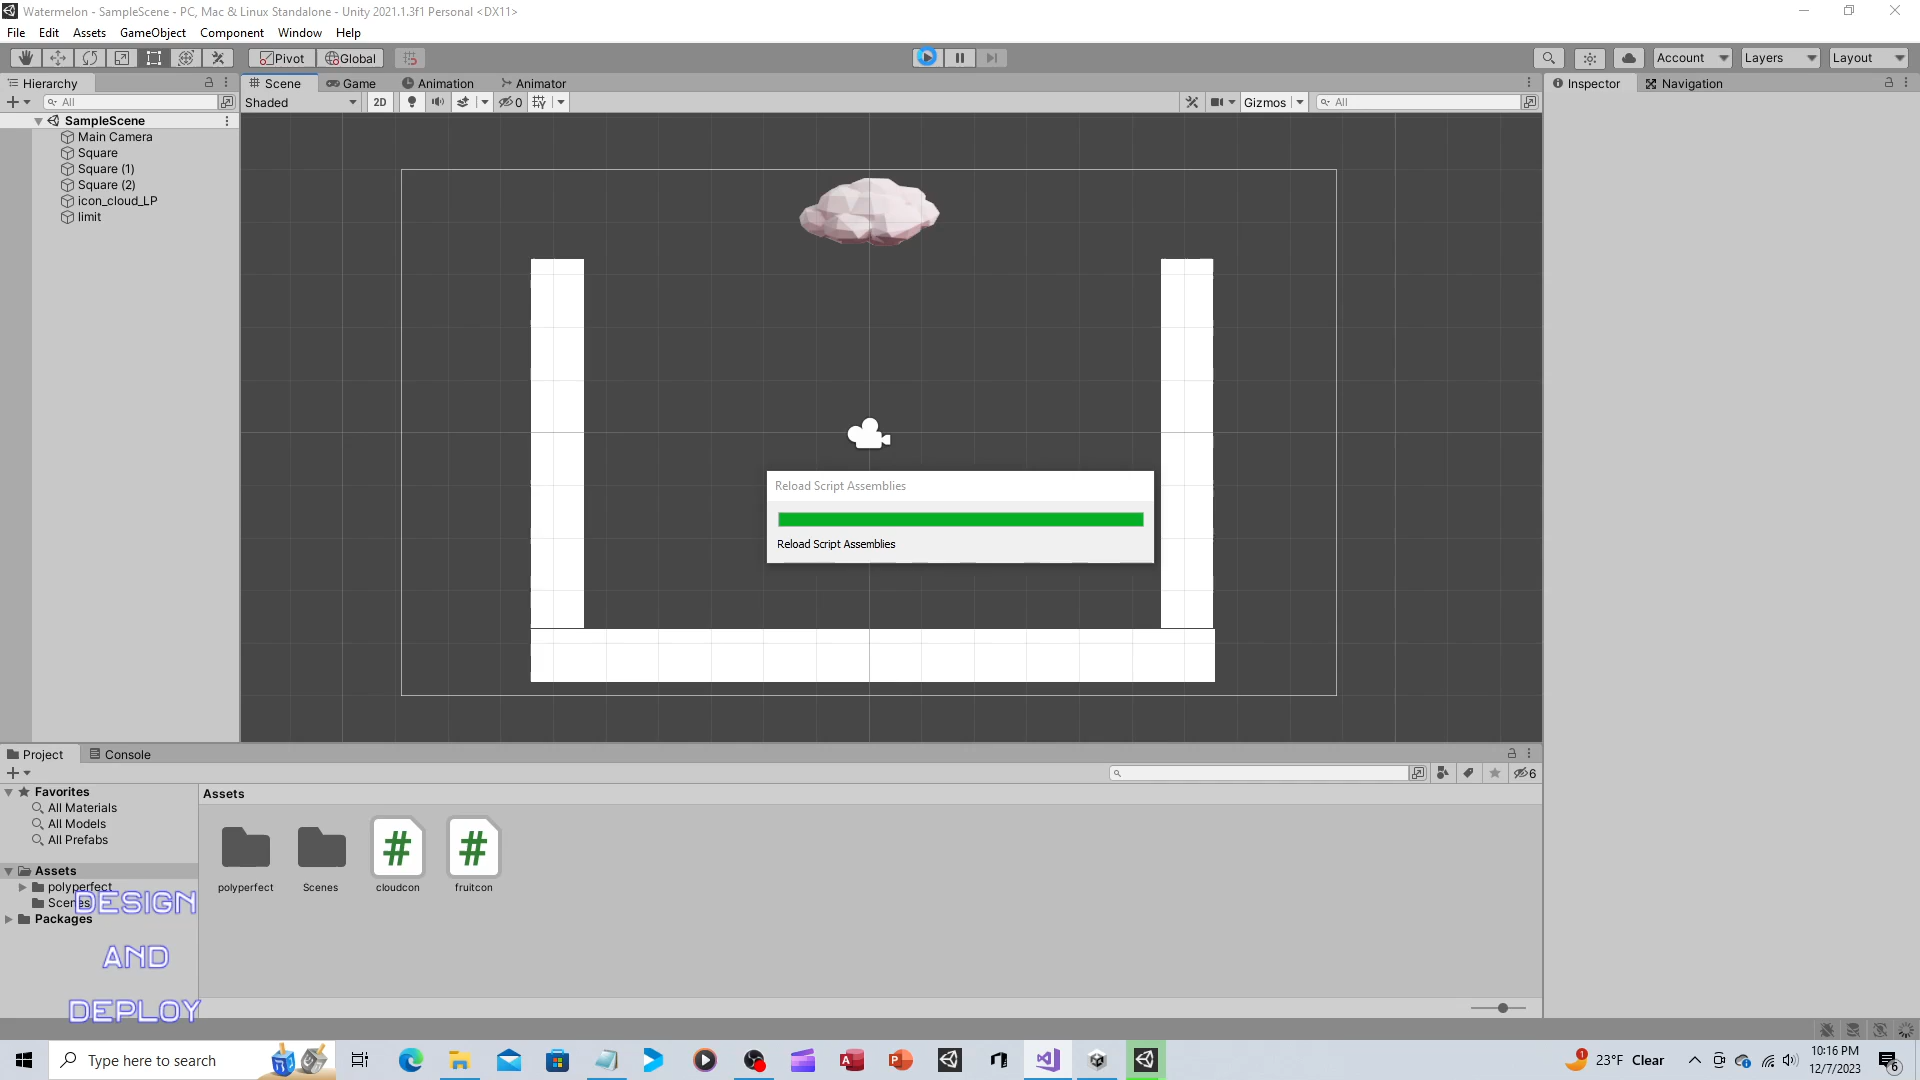 Watermelon - SampleScene - PC, Mac & Linux Standalone - Unity 2021.1.3f1 Personal <DX11>
File Edit Assets GameObject Component Window Help
Pivot Global Account Layers Layout
Hierarchy Scene Game Animation Animator Inspector Navigation
All Shaded 2D 0 Gizmos All
SampleScene
Main Camera
Square
Square (1)
Square (2)
icon_cloud_LP
limit
Reload Script Assemblies
Reload Script Assemblies
Project Console
6
Favorites Assets
All Materials
All Models
All Prefabs
# #
polyperfect Scenes cloudcon fruitcon
Assets
polyperfect
Scenes
Packages
DESIGN
AND
DEPLOY
Type here to search
1 23°F Clear
10:16 PM
12/7/2023
6